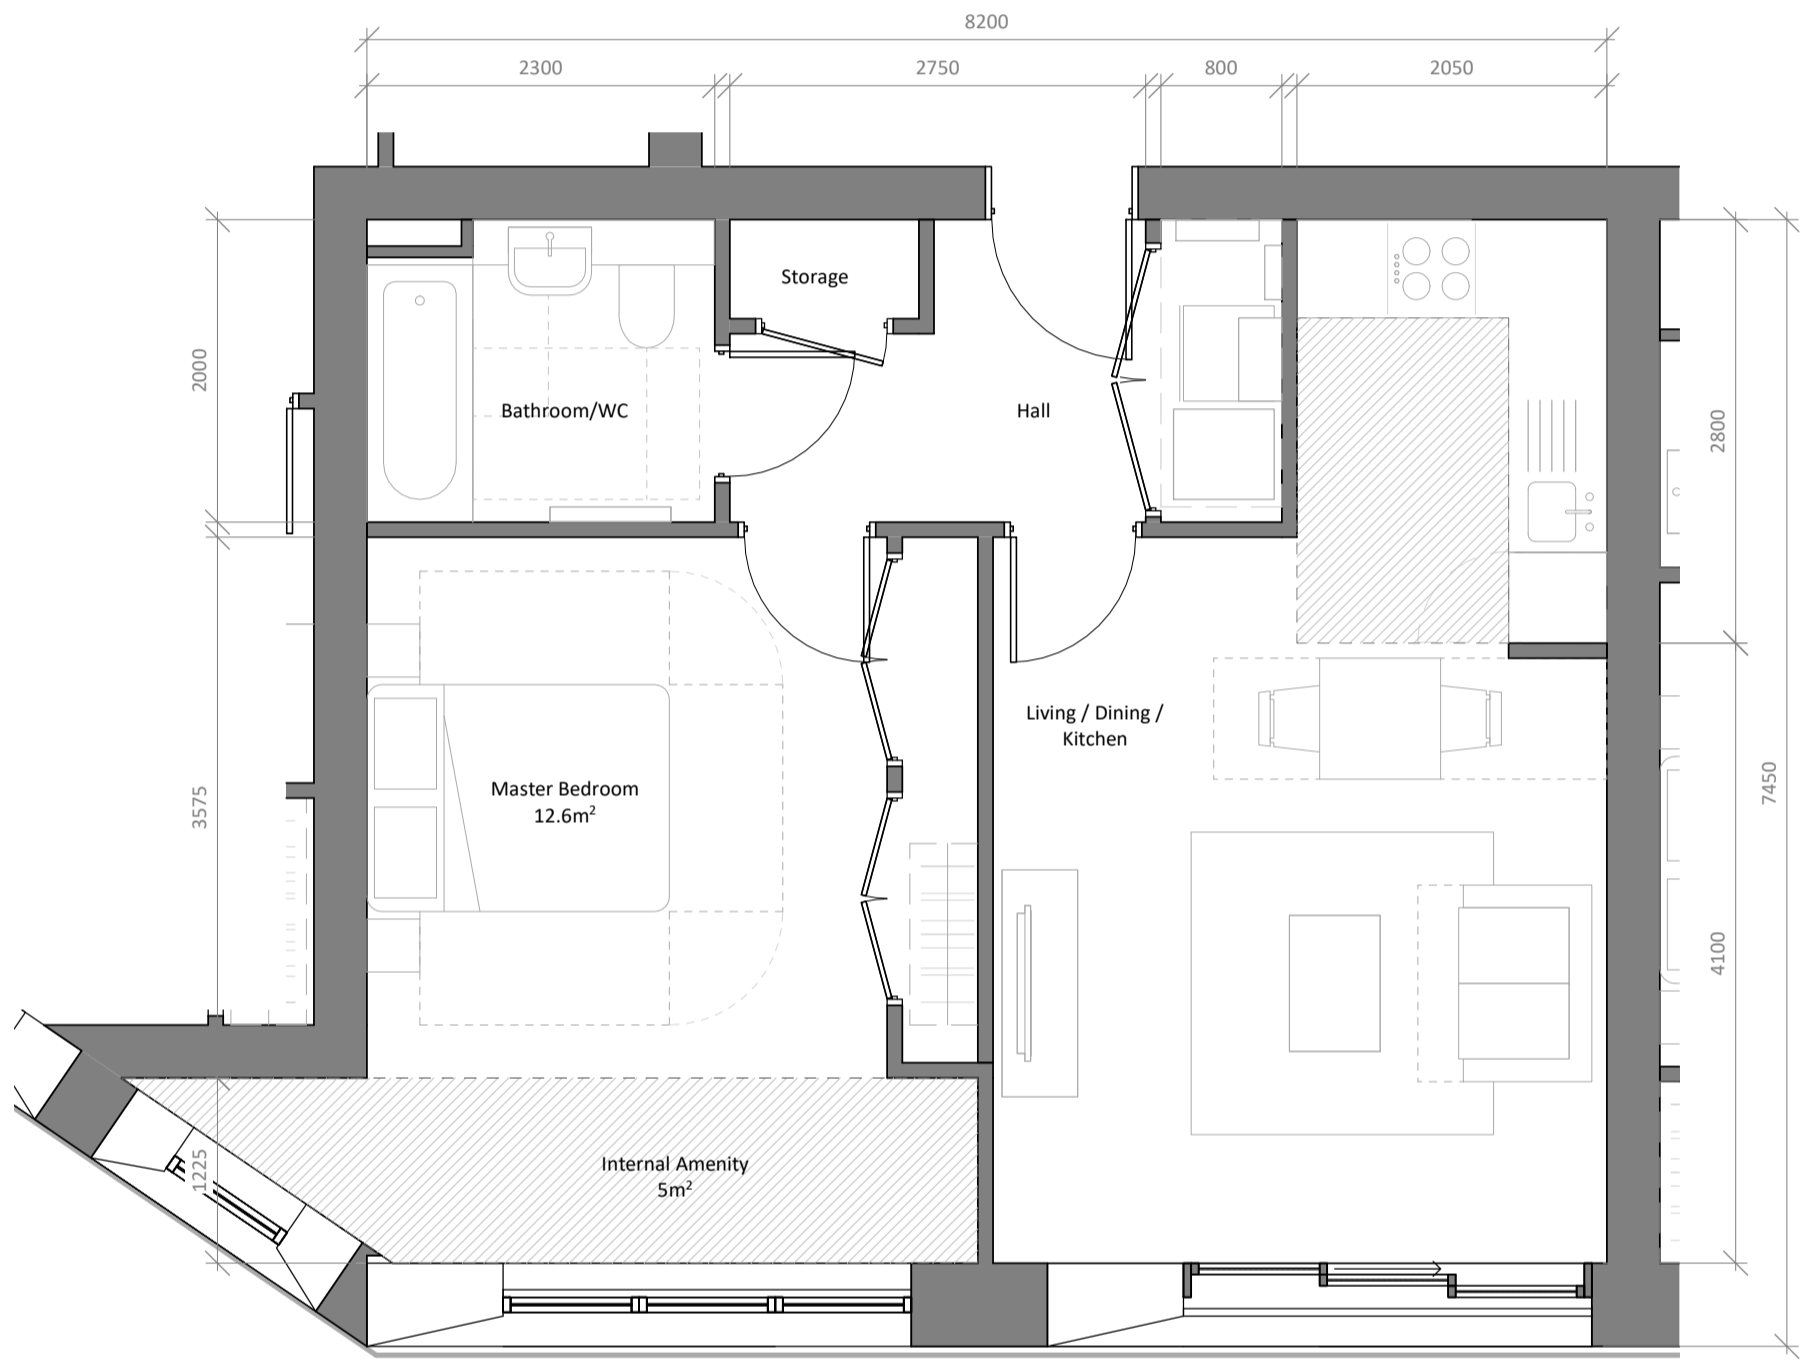 8200
2300
2750
800
2050
Storage
2000
Bathroom/WC
Hall
2800
Living / Dining /
Kitchen
3575
Master Bedroom
12.6m²
7450
4100
1225
Internal Amenity
5m²